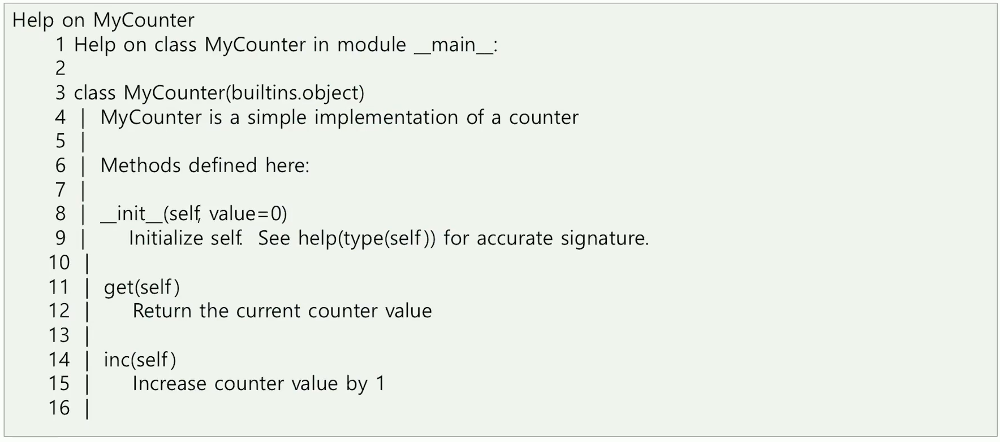 Help on MyCounter
1 Help on class MyCounter in module __main__:
2
3 class MyCounter(builtins.object)
4 | MyCounter is a simple implementation of a counter
5 |
6 | Methods defined here:
7 |
8 | __init__(self, value=0)
9 | Initialize self. See help(type(self)) for accurate signature.
10 |
11 | get(self)
12 | Return the current counter value
13 |
14 | inc(self)
15 | Increase counter value by 1
16 |